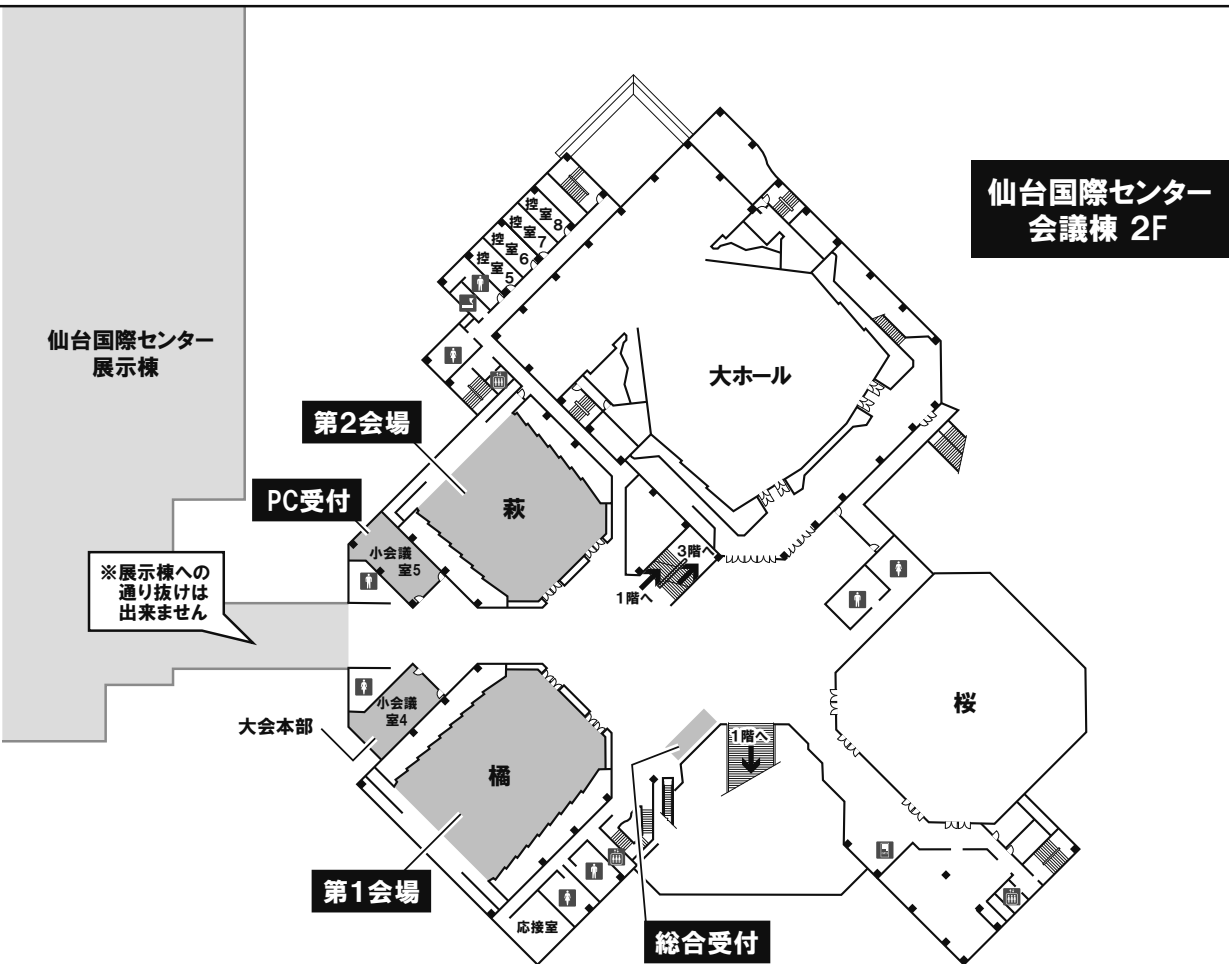 仙台国際センター
会議棟 2F
控室8
控室7
控室6
控室5
仙台国際センター
展示棟
大ホール
第2会場
PC受付
萩
小会議
室5
3階へ
1階へ
※展示棟への
通り抜けは
出来ません
小会議
室4
大会本部
桜
1階へ
橘
第1会場
応接室
総合受付